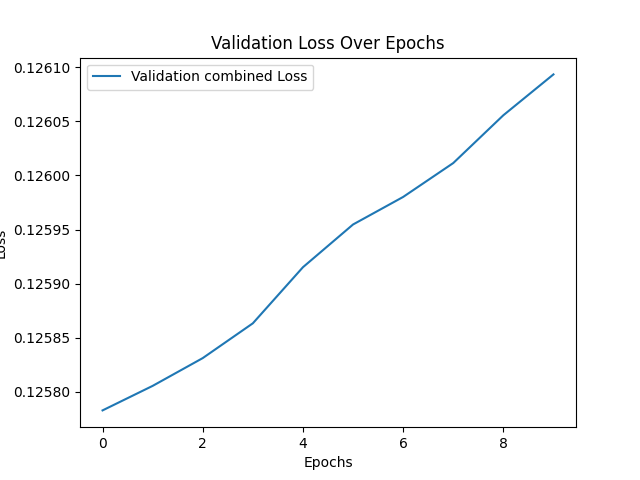 Validation Loss Over Epochs
Validation combined Loss
0.12610
0.12605
0.12600
0.12595
0.12590
0.12585
0.12580
Loss
0 2 4 6 8
Epochs